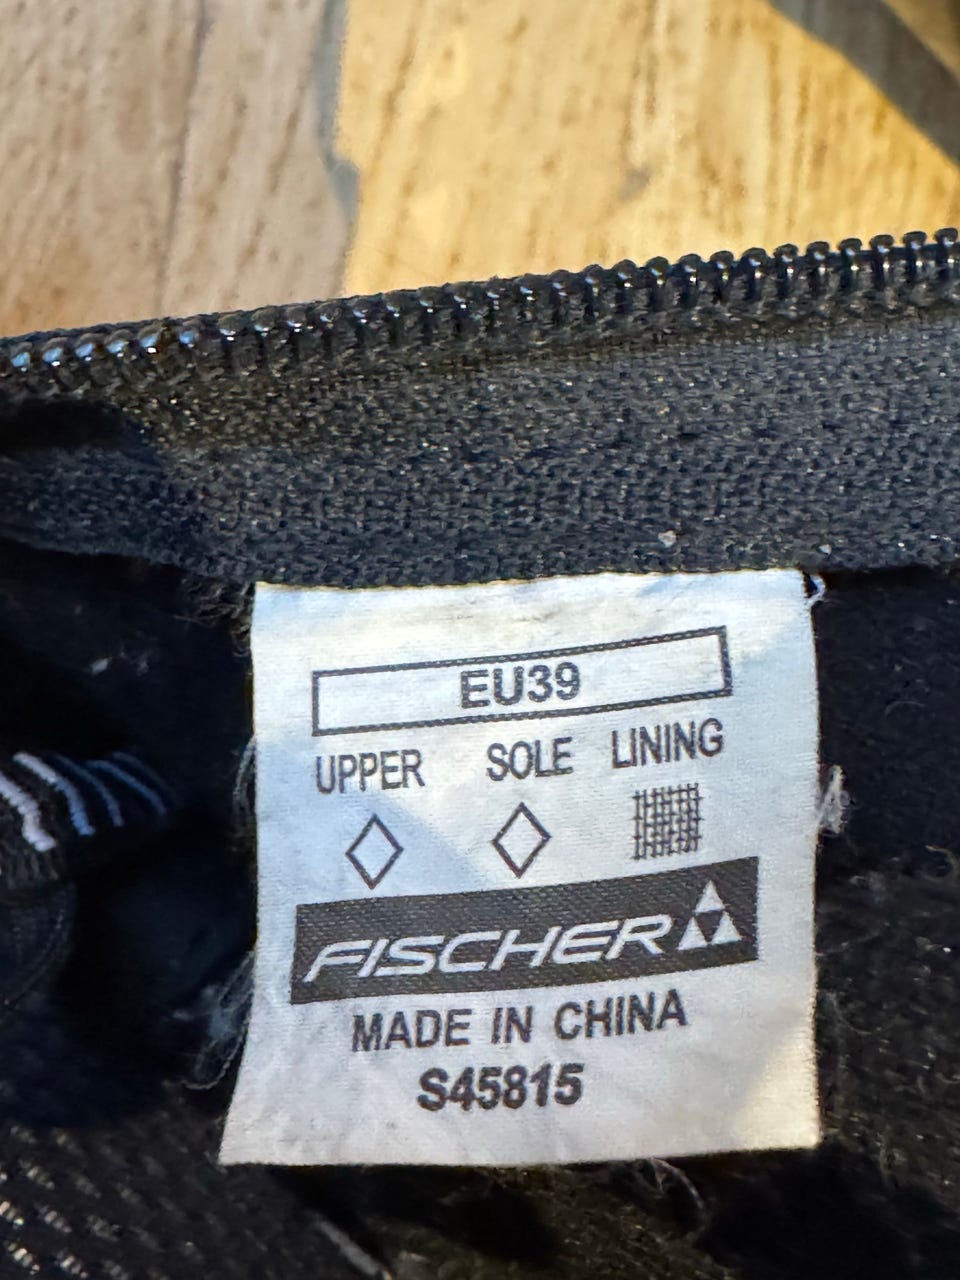 EU39
UPPER SOLE LINING
FISCHER
MADE IN CHINA
S45815